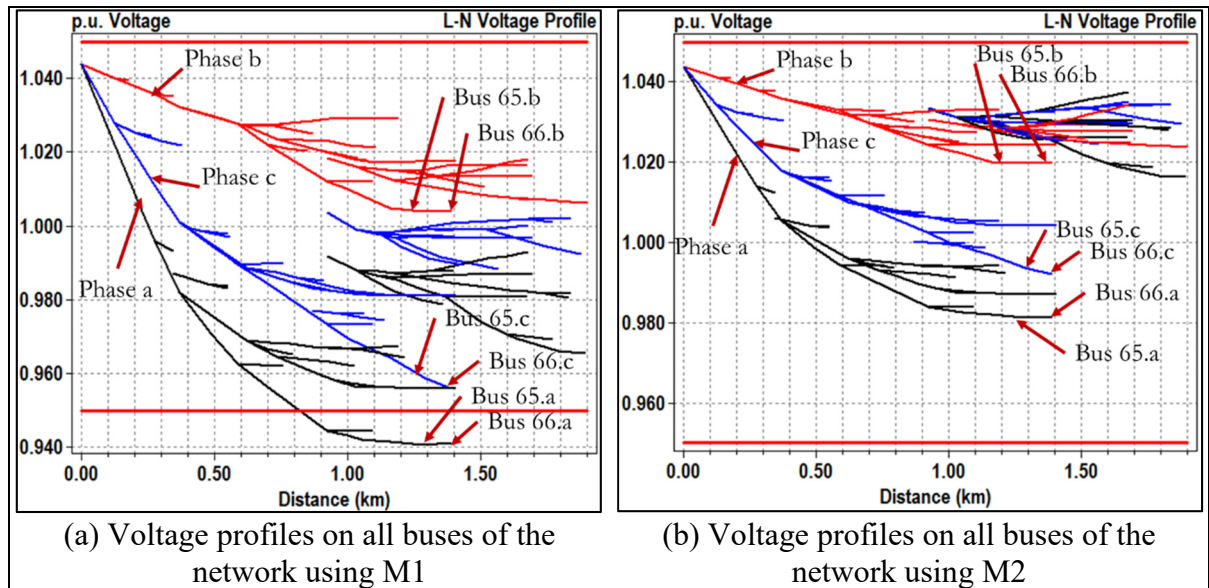 p.u. Voltage
L-N Voltage Profile
1.040
1.020
1.000
0.980
0.960
0.940
0.00
0.50
1.00
1.50
Distance (km)
Phase b
Phase c
Phase a
Bus 65.b
Bus 66.b
Bus 65.c
Bus 66.c
Bus 65.a
Bus 66.a
(a) Voltage profiles on all buses of the
network using M1
p.u. Voltage
L-N Voltage Profile
1.040
1.020
1.000
0.980
0.960
0.00
0.50
1.00
1.50
Distance (km)
Phase b
Phase c
Phase a
Bus 65.b
Bus 66.b
Bus 65.c
Bus 66.c
Bus 66.a
Bus 65.a
(b) Voltage profiles on all buses of the
network using M2